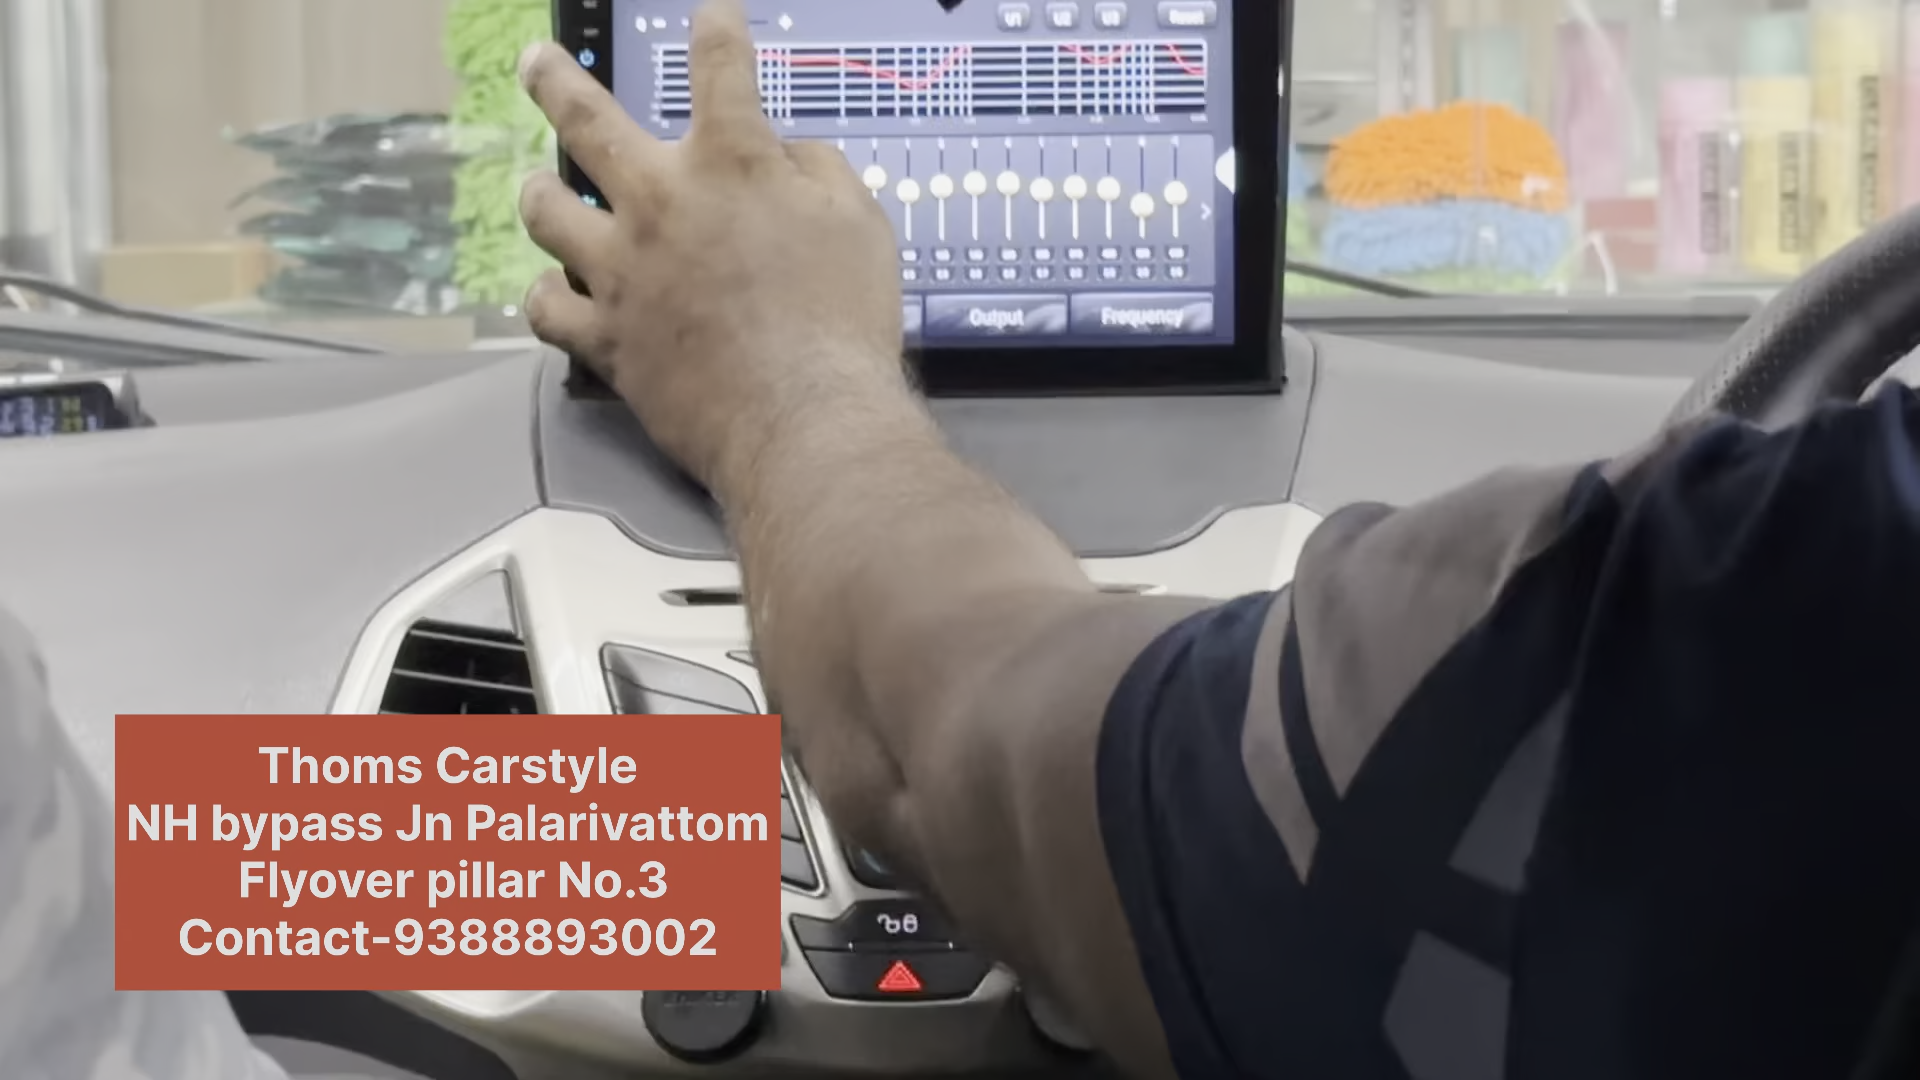 U1 U2 U3 Reset
Output Frequency
Thoms Carstyle
NH bypass Jn Palarivattom
Flyover pillar No.3
Contact-9388893002